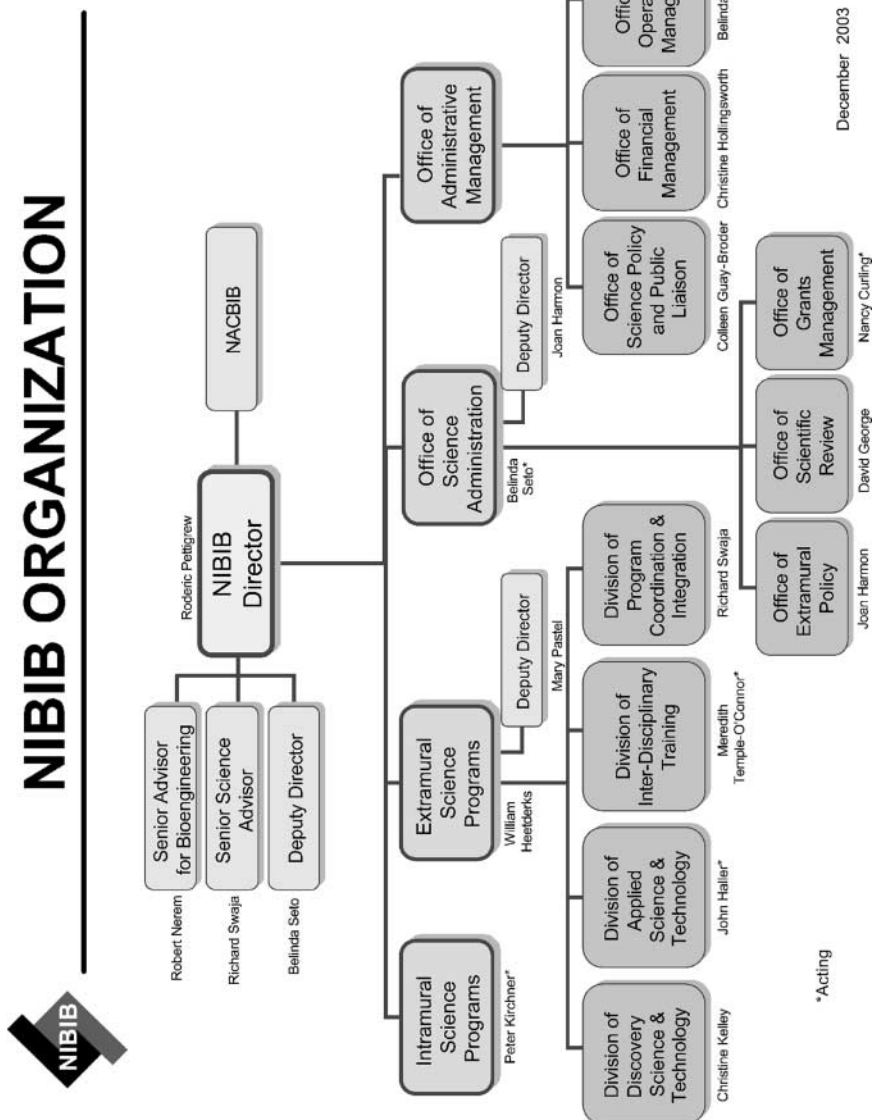 NIBIB
NIBIB ORGANIZATION
Robert Nerem
Senior Advisor
for Bioengineering
Richard Swaja
Senior Science
Advisor
Belinda Seto
Deputy Director
Roderic Pettigrew
NIBIB
Director
NACBIB
Intramural
Science
Programs
Peter Kirchner*
Extramural
Science
Programs
William
Heetderks
Deputy Director
Mary Pastel
Office of
Science
Administration
Belinda
Seto*
Deputy Director
Joan Harmon
Office of
Administrative
Management
Division of
Discovery
Science &
Technology
Christine Kelley
Division of
Applied
Science &
Technology
John Haller*
Division of
Inter-Disciplinary
Training
Meredith
Temple-O'Connor*
Division of
Program
Coordination &
Integration
Richard Swaja
Office of
Science Policy
and Public
Liaison
Colleen Guay-Broder
Office of
Financial
Management
Christine Hollingsworth
Office of
Extramural
Policy
Joan Harmon
Office of
Scientific
Review
David George
Office of
Grants
Management
Nancy Curling*
*Acting
December 2003